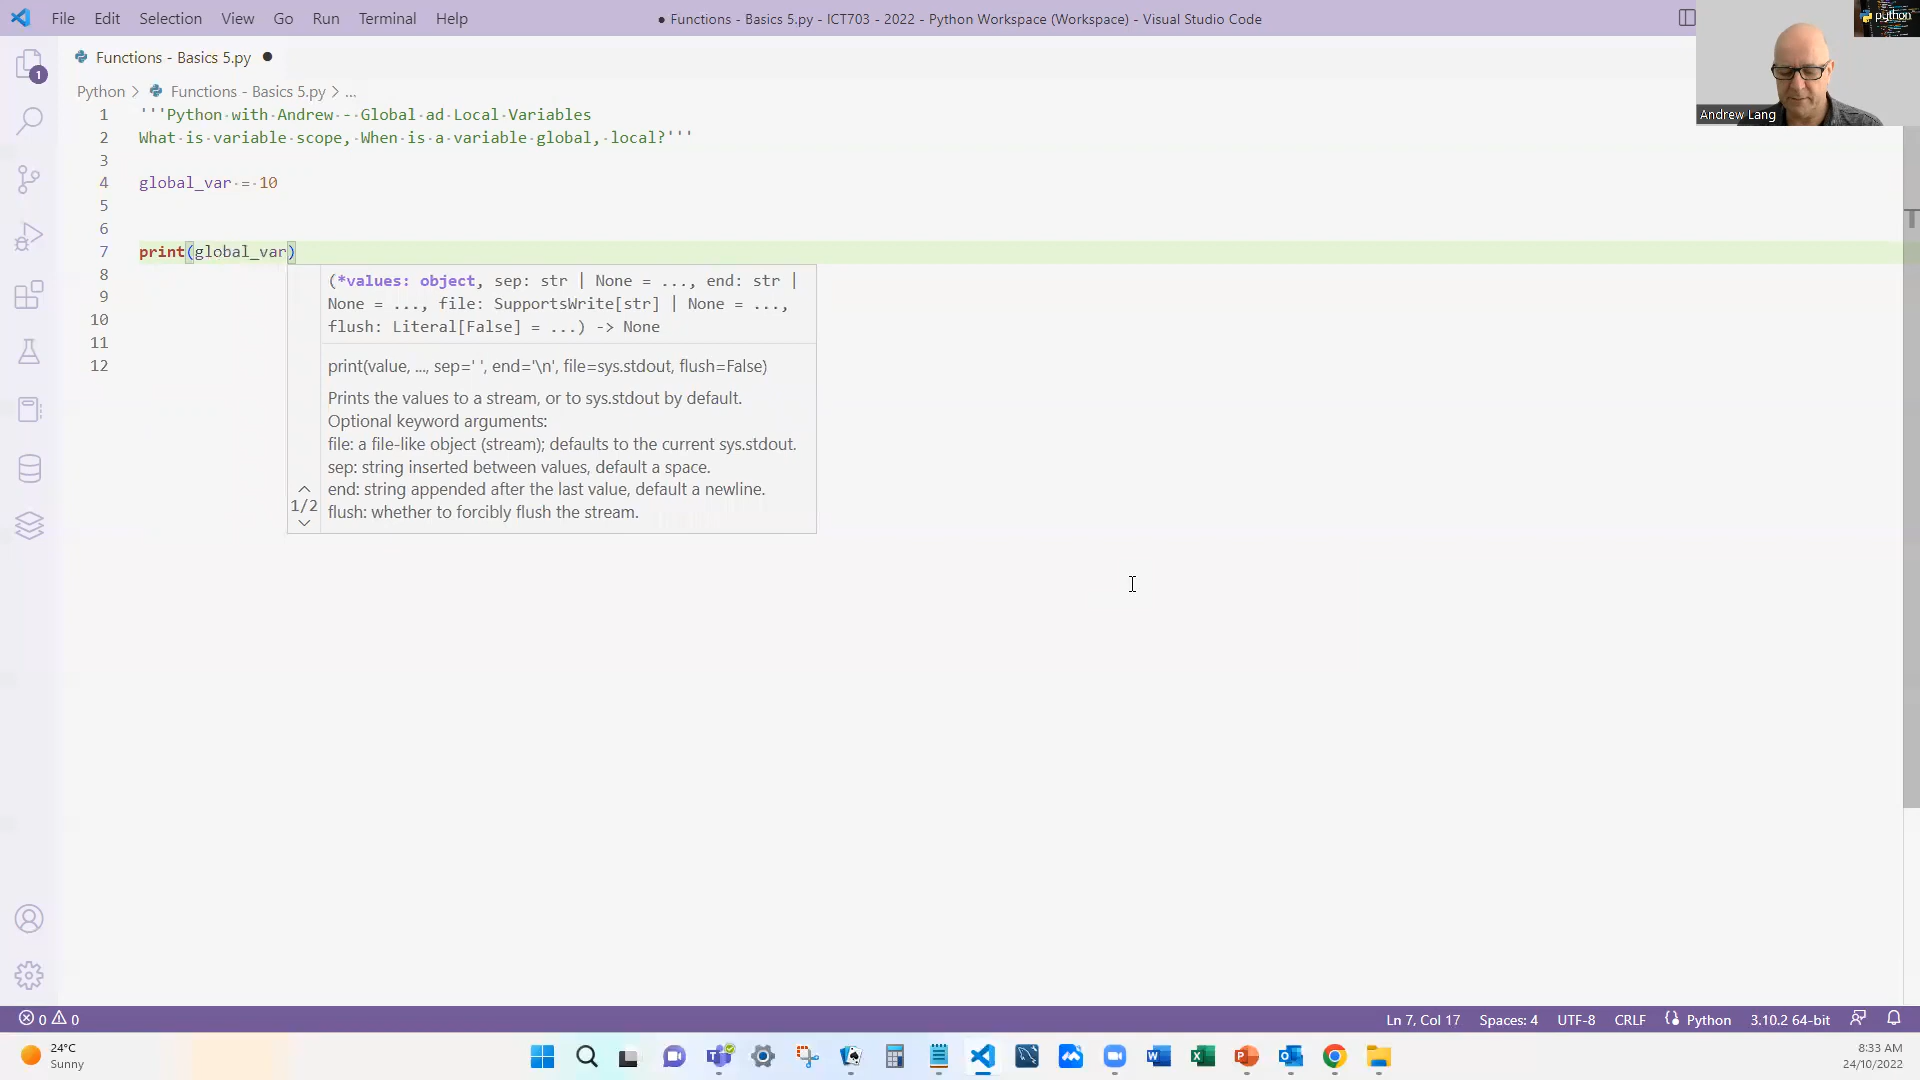 File Edit Selection View Go Run Terminal Help
● Functions - Basics 5.py - ICT703 - 2022 - Python Workspace (Workspace) - Visual Studio Code
python
Functions - Basics 5.py ●
1
Python > Functions - Basics 5.py > ...
Andrew Lang
1 '''Python with Andrew - Global ad Local Variables
2 What is variable scope, When is a variable global, local?'''
3
4 global_var = 10
5
6
7 print(global_var)
8
9
10
11
12
(*values: object, sep: str | None = ..., end: str |
None = ..., file: SupportsWrite[str] | None = ...,
flush: Literal[False] = ...) -> None
print(value, ..., sep=' ', end='\n', file=sys.stdout, flush=False)
Prints the values to a stream, or to sys.stdout by default.
Optional keyword arguments:
file: a file-like object (stream); defaults to the current sys.stdout.
sep: string inserted between values, default a space.
end: string appended after the last value, default a newline.
flush: whether to forcibly flush the stream.
1/2
0 0
Ln 7, Col 17 Spaces: 4 UTF-8 CRLF Python 3.10.2 64-bit
24°C
Sunny
8:33 AM
24/10/2022